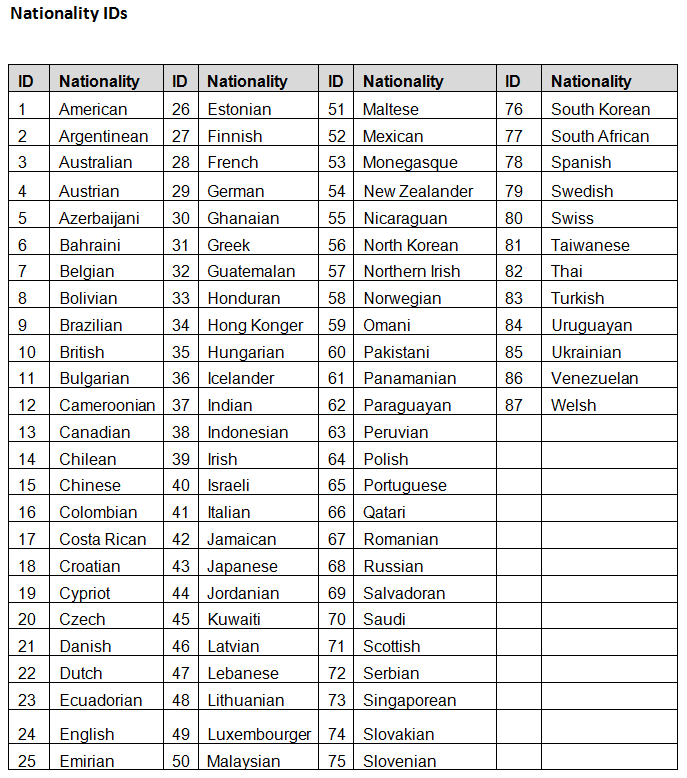 Nationality IDs
ID Nationality ID Nationality ID Nationality ID Nationality
1 American 26 Estonian 51 Maltese 76 South Korean
2 Argentinean 27 Finnish 52 Mexican 77 South African
3 Australian 28 French 53 Monegasque 78 Spanish
4 Austrian 29 German 54 New Zealander 79 Swedish
5 Azerbaijani 30 Ghanaian 55 Nicaraguan 80 Swiss
6 Bahraini 31 Greek 56 North Korean 81 Taiwanese
7 Belgian 32 Guatemalan 57 Northern Irish 82 Thai
8 Bolivian 33 Honduran 58 Norwegian 83 Turkish
9 Brazilian 34 Hong Konger 59 Omani 84 Uruguayan
10 British 35 Hungarian 60 Pakistani 85 Ukrainian
11 Bulgarian 36 Icelander 61 Panamanian 86 Venezuelan
12 Cameroonian 37 Indian 62 Paraguayan 87 Welsh
13 Canadian 38 Indonesian 63 Peruvian
14 Chilean 39 Irish 64 Polish
15 Chinese 40 Israeli 65 Portuguese
16 Colombian 41 Italian 66 Qatari
17 Costa Rican 42 Jamaican 67 Romanian
18 Croatian 43 Japanese 68 Russian
19 Cypriot 44 Jordanian 69 Salvadoran
20 Czech 45 Kuwaiti 70 Saudi
21 Danish 46 Latvian 71 Scottish
22 Dutch 47 Lebanese 72 Serbian
23 Ecuadorian 48 Lithuanian 73 Singaporean
24 English 49 Luxembourger 74 Slovakian
25 Emirian 50 Malaysian 75 Slovenian